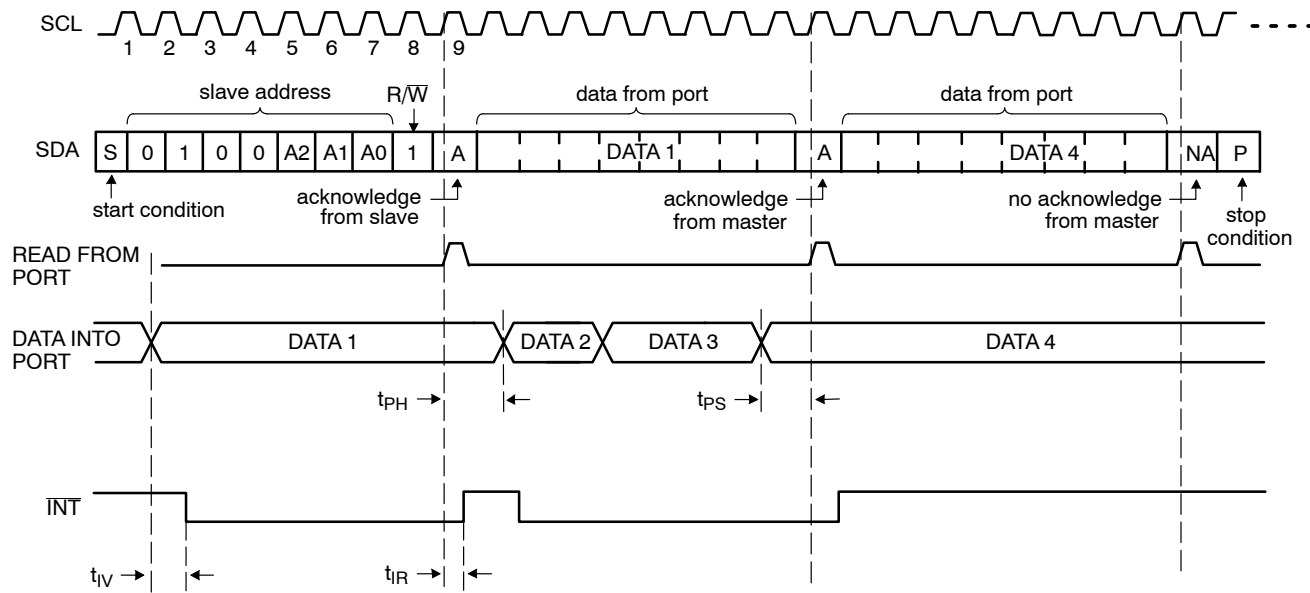 SCL
1 2 3 4 5 6 7 8 9
slave address R/W̅ data from port data from port
SDA S 0 1 0 0 A2 A1 A0 1 A DATA 1 A DATA 4 NA P
start condition
acknowledge
from slave
acknowledge
from master
no acknowledge
from master
stop
condition
READ FROM
PORT
DATA INTO
PORT
DATA 1 DATA 2 DATA 3 DATA 4
tPH tPS
I̅N̅T̅
tIV tIR